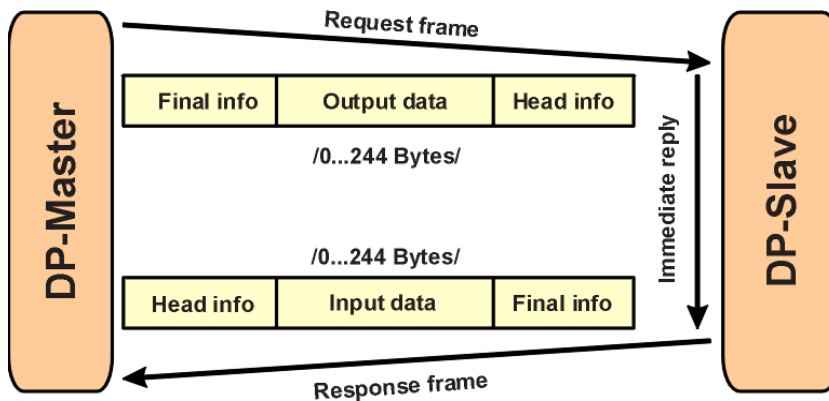 DP-Master
Request frame
Final info
Output data
Head info
/0...244 Bytes/
Immediate reply
DP-Slave
/0...244 Bytes/
Head info
Input data
Final info
Response frame